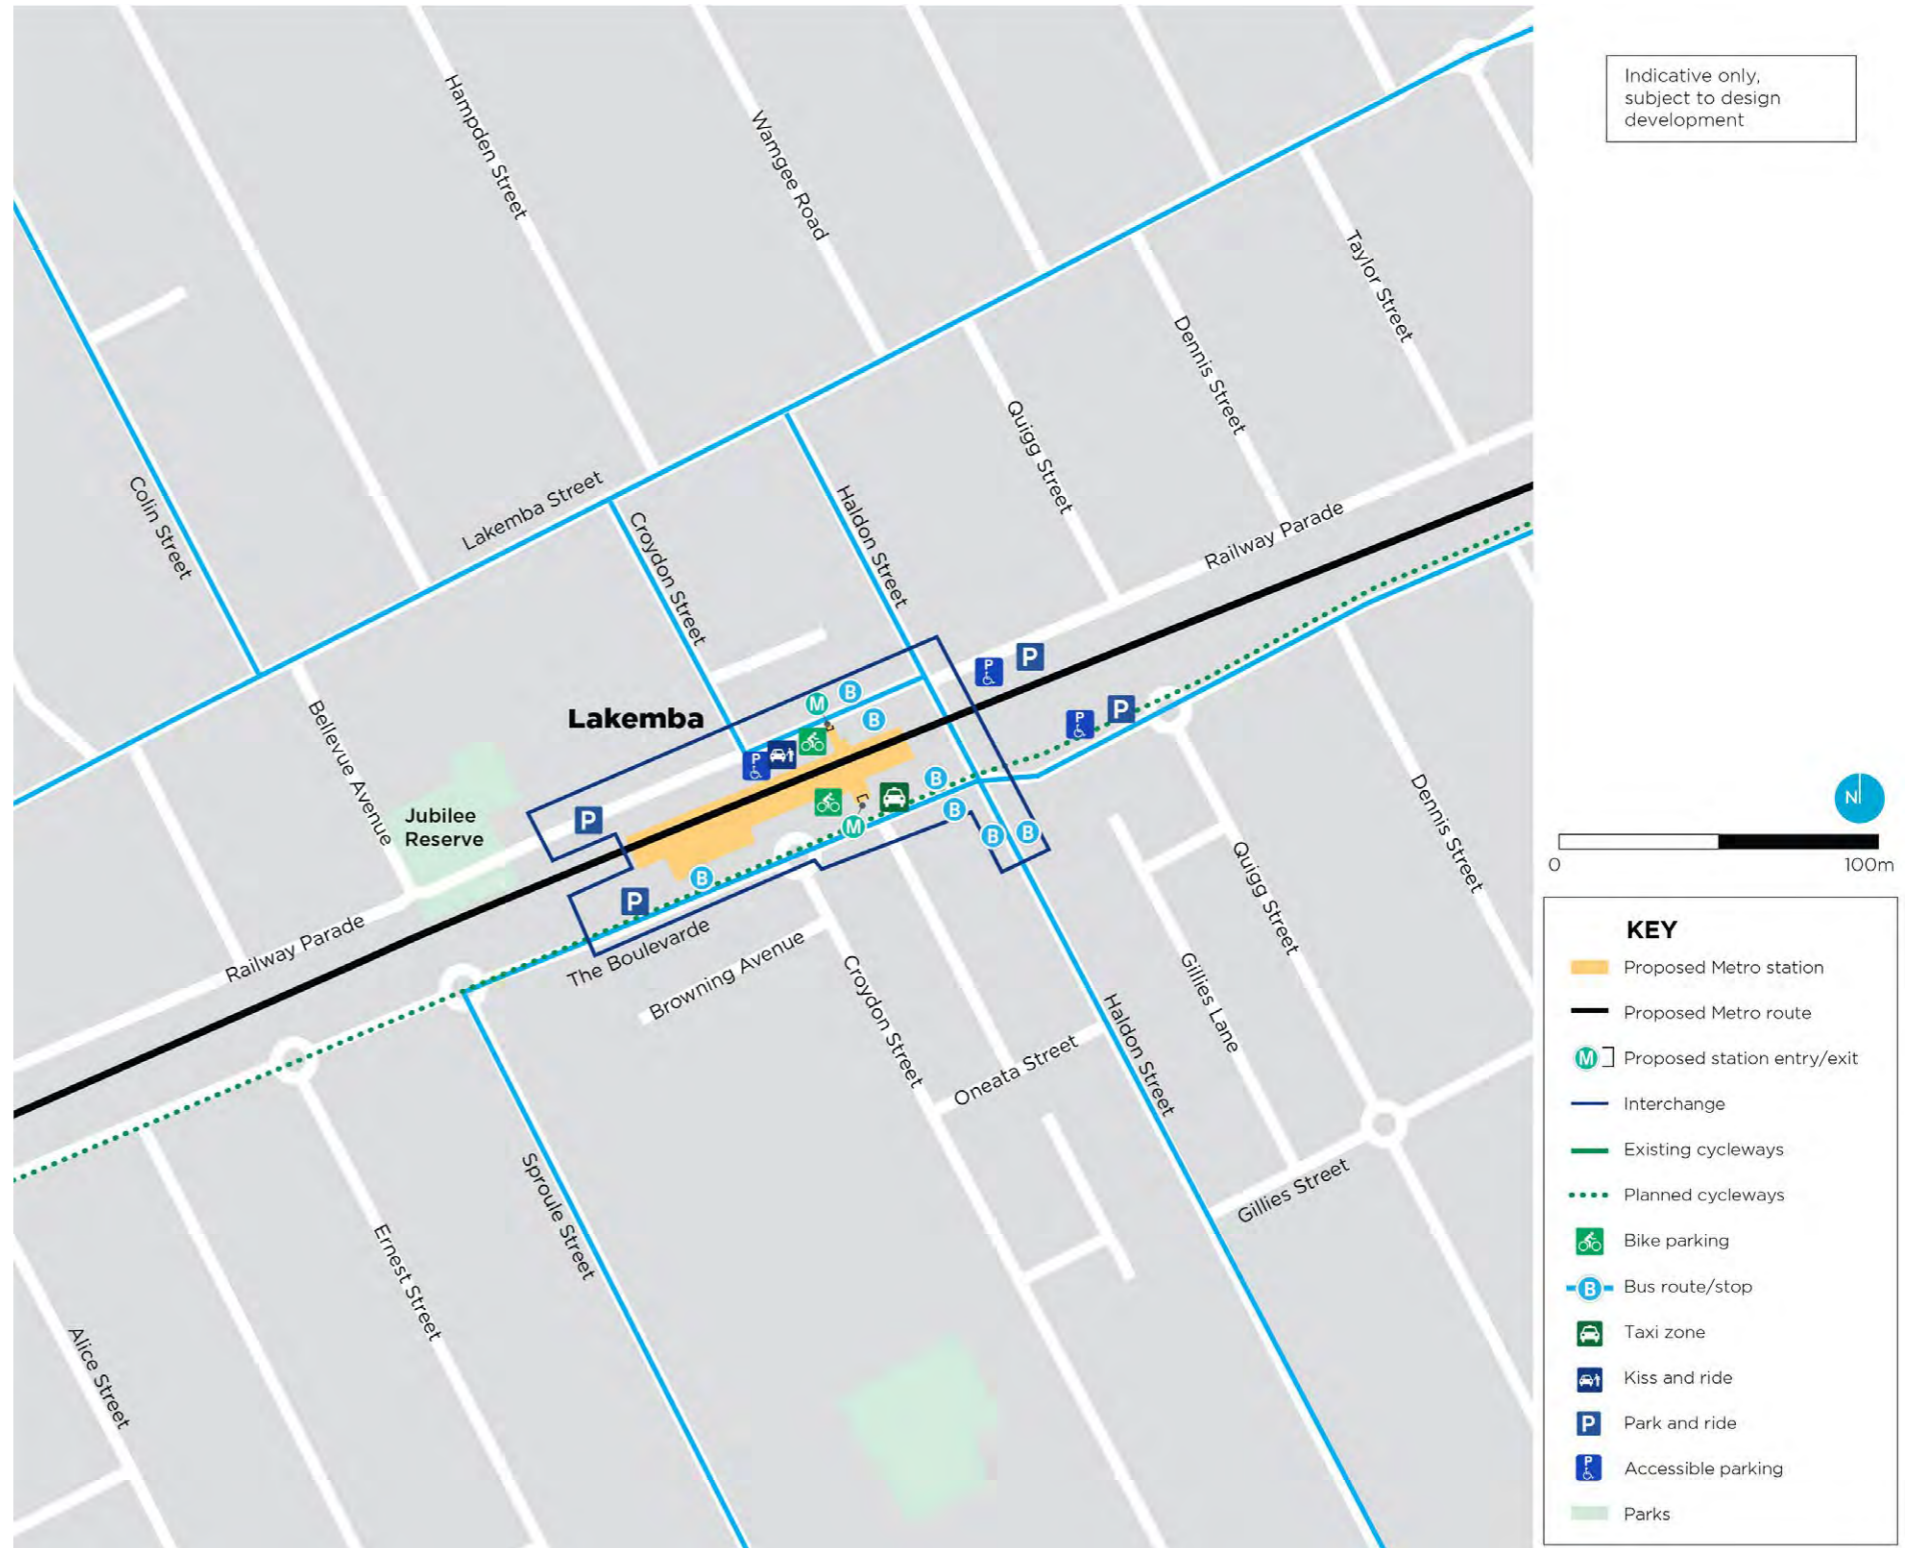 Indicative only,
subject to design
development
Hampden Street
Wamgee Road
Taylor Street
Dennis Street
Quigg Street
Haldon Street
Lakemba Street
Croydon Street
Colin Street
Railway Parade
P
P
P
P
Lakemba
M
B
B
P
Bellevue Avenue
Jubilee
Reserve
P
B
B
M
B
B
B
P
Dennis Street
Quigg Street
Railway Parade
The Boulevarde
Browning Avenue
Croydon Street
Gillies Lane
Haldon Street
Oneata Street
Gillies Street
Sproule Street
Ernest Street
Alice Street
N
0
100m
KEY
Proposed Metro station
Proposed Metro route
M Proposed station entry/exit
Interchange
Existing cycleways
Planned cycleways
Bike parking
B Bus route/stop
Taxi zone
Kiss and ride
P Park and ride
P Accessible parking
Parks